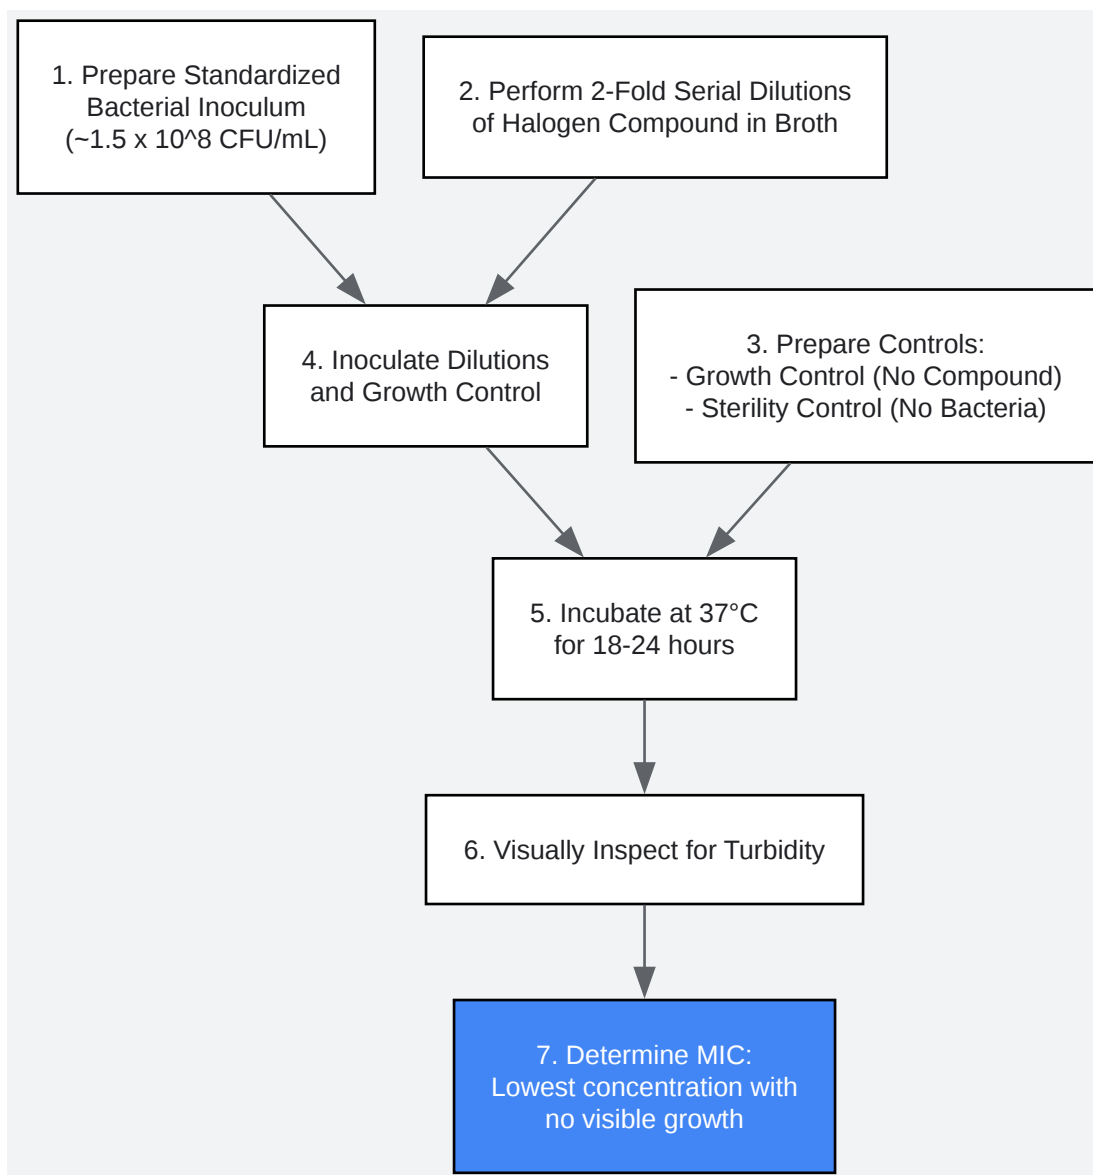 1. Prepare Standardized
Bacterial Inoculum
(~1.5 x 10^8 CFU/mL)
2. Perform 2-Fold Serial Dilutions
of Halogen Compound in Broth
3. Prepare Controls:
- Growth Control (No Compound)
- Sterility Control (No Bacteria)
4. Inoculate Dilutions
and Growth Control
5. Incubate at 37°C
for 18-24 hours
6. Visually Inspect for Turbidity
7. Determine MIC:
Lowest concentration with
no visible growth